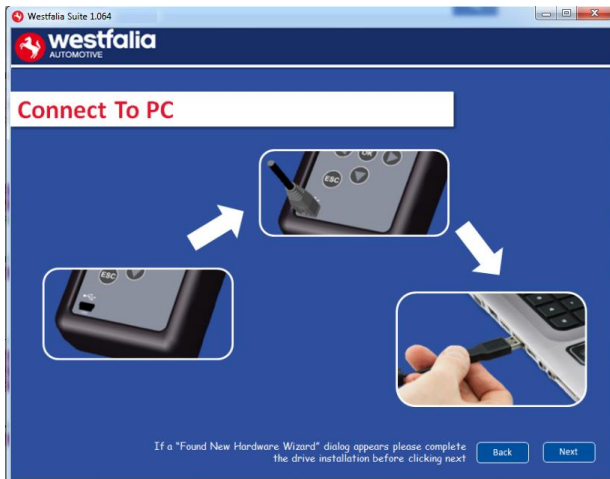 Westfalia Suite 1.064
westfalia
AUTOMOTIVE
Connect To PC
OK
ESC
ESC
If a "Found New Hardware Wizard" dialog appears please complete
the drive installation before clicking next
Back
Next